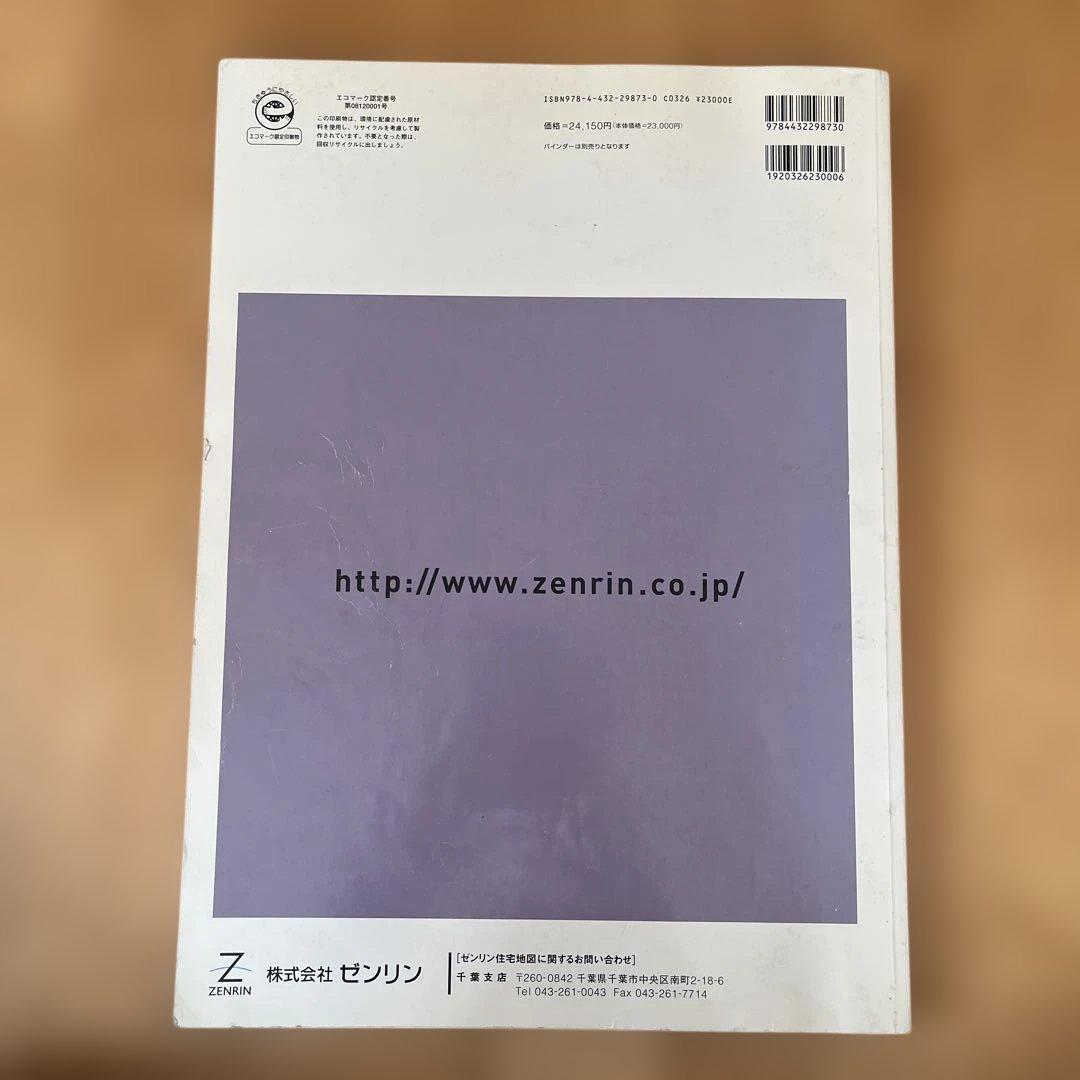 ちきゅうにやさしい
エコマーク認定印刷物
エコマーク認定番号
第08120001号
この印刷物は、環境に配慮された原材
料を使用し、リサイクルを考慮して製
作されています。不要となった際は、
回収リサイクルに出しましょう。
ISBN978-4-432-29873-0 C0326 ¥23000E
価格=24,150円(本体価格=23,000円)
バインダーは別売りとなります
9784432298730
1920326230006
http://www.zenrin.co.jp/
ZENRIN
株式会社 ゼンリン
[ゼンリン住宅地図に関するお問い合わせ]
千葉支店 〒260-0842 千葉県千葉市中央区南町2-18-6
Tel 043-261-0043 Fax 043-261-7714